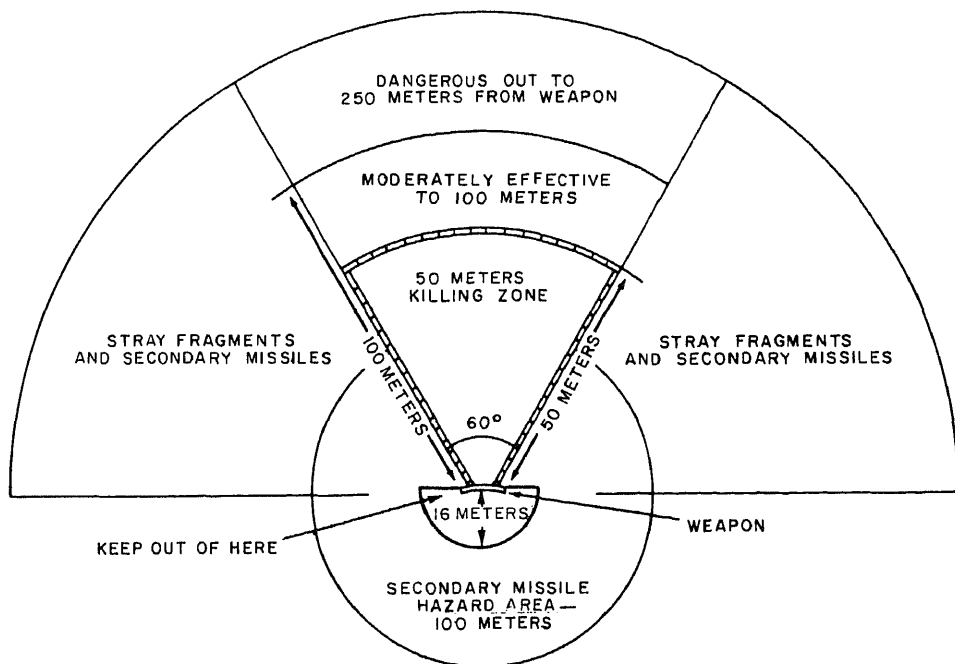 DANGEROUS OUT TO
250 METERS FROM WEAPON
MODERATELY EFFECTIVE
TO 100 METERS
50 METERS
KILLING ZONE
STRAY FRAGMENTS
AND SECONDARY MISSILES
100 METERS
50 METERS
STRAY FRAGMENTS
AND SECONDARY MISSILES
60°
16 METERS
KEEP OUT OF HERE
WEAPON
SECONDARY MISSILE
HAZARD AREA—
100 METERS